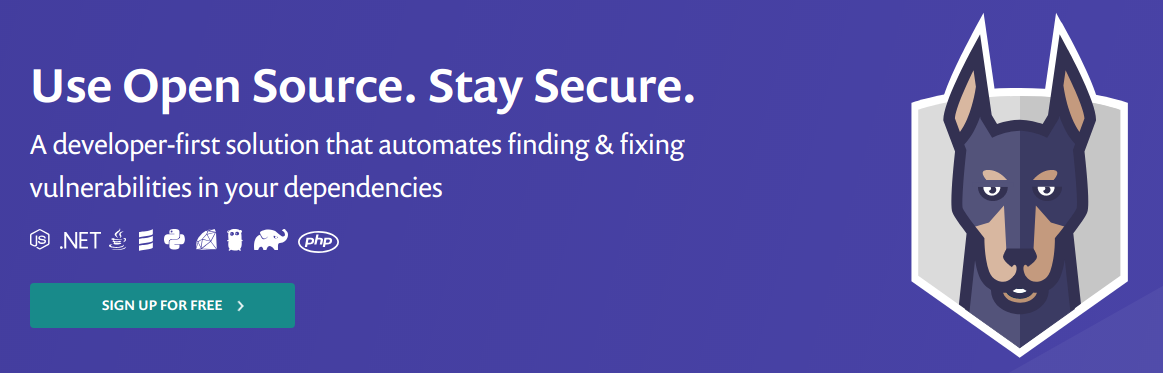 Use Open Source. Stay Secure.
A developer-first solution that automates finding & fixing
vulnerabilities in your dependencies
JS .NET php
SIGN UP FOR FREE